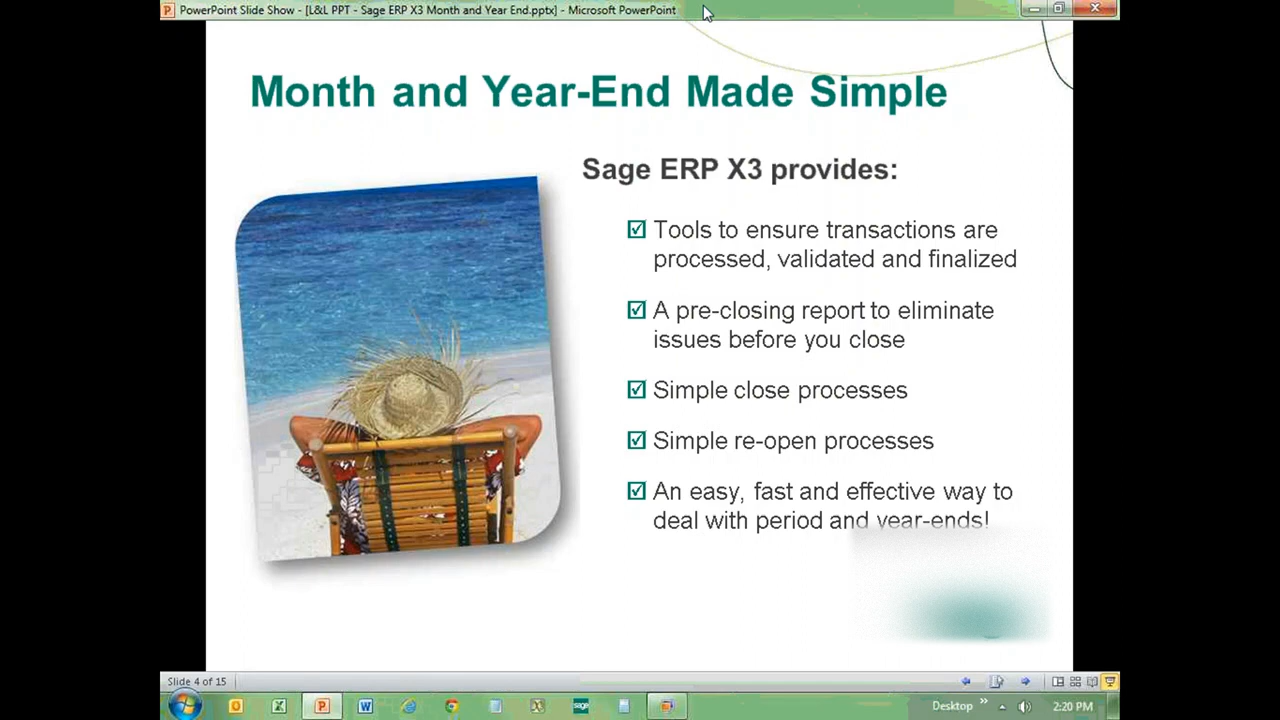 PowerPoint Slide Show - [L&L PPT - Sage ERP X3 Month and Year End.pptx] - Microsoft PowerPoint
Month and Year-End Made Simple
Sage ERP X3 provides:
Tools to ensure transactions are
processed, validated and finalized
A pre-closing report to eliminate
issues before you close
Simple close processes
Simple re-open processes
An easy, fast and effective way to
deal with period and year-ends!
Slide 4 of 15
sage
Desktop
2:20 PM